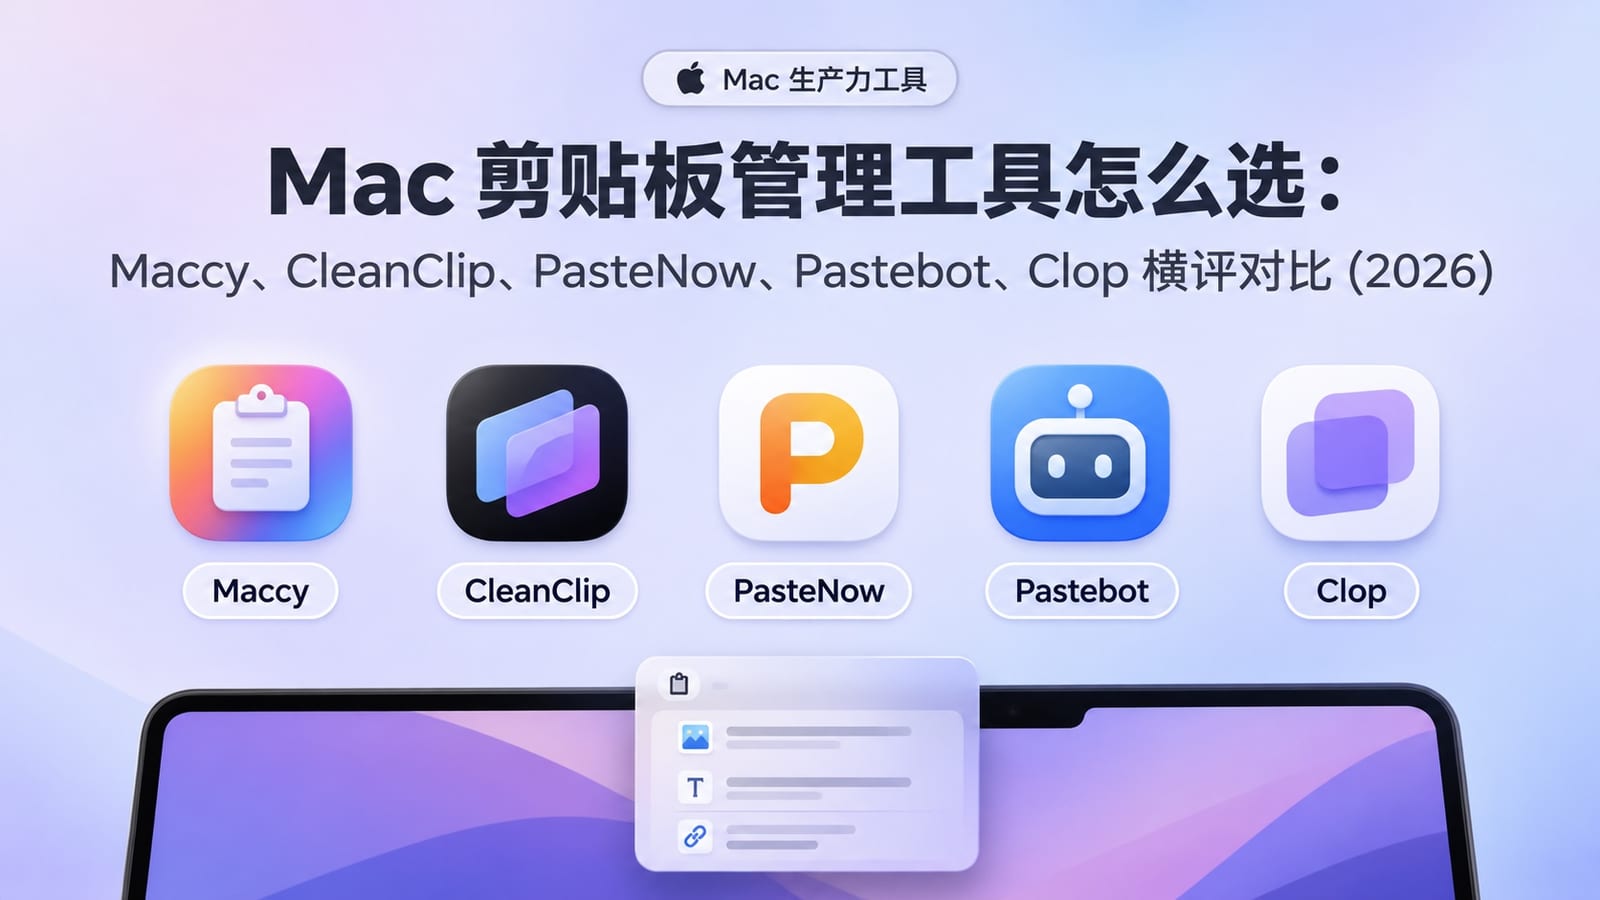 Mac 生产力工具
Mac 剪贴板管理工具怎么选：
Maccy、CleanClip、PasteNow、Pastebot、Clop 横评对比 (2026)
P
Maccy
CleanClip
PasteNow
Pastebot
Clop
T